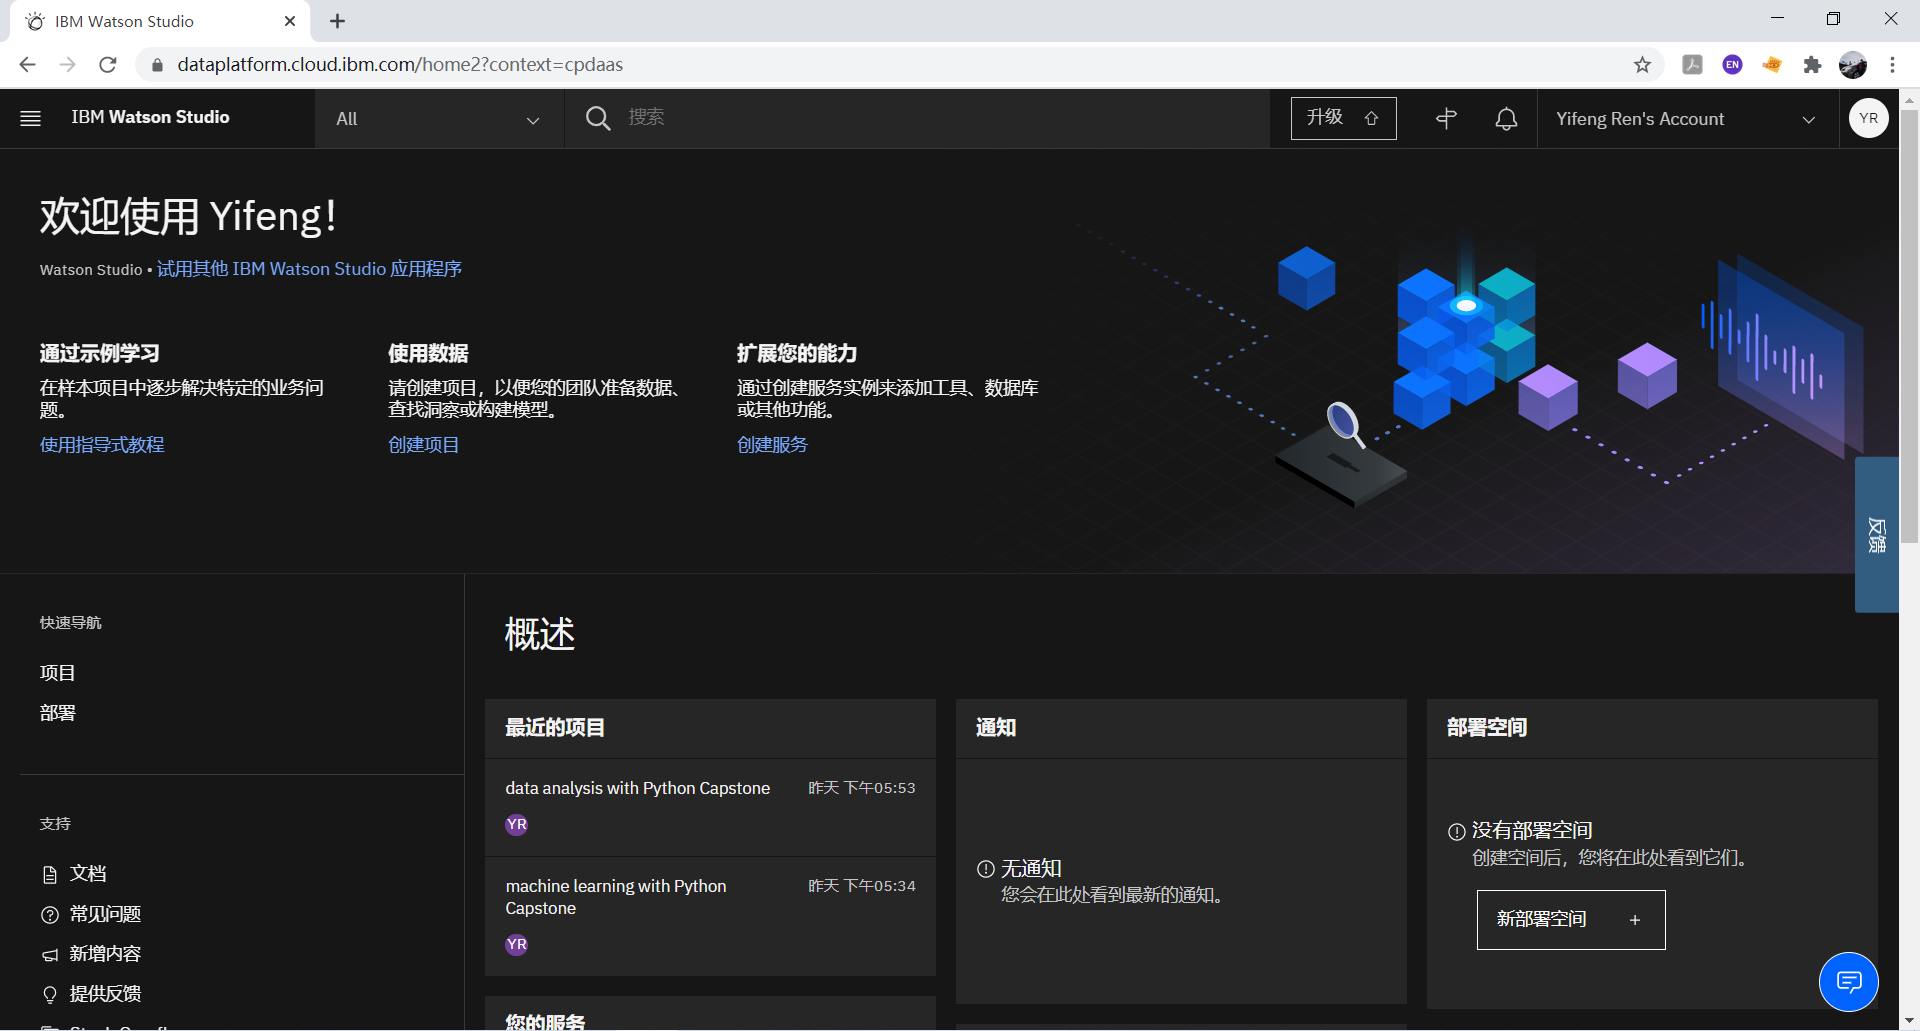 IBM Watson Studio
dataplatform.cloud.ibm.com/home2?context=cpdaas
EN
IBM Watson Studio
All
搜索
升级
Yifeng Ren's Account
YR
欢迎使用 Yifeng!
Watson Studio • 试用其他 IBM Watson Studio 应用程序
通过示例学习
在样本项目中逐步解决特定的业务问
题。
使用指导式教程
使用数据
请创建项目，以便您的团队准备数据、
查找洞察或构建模型。
创建项目
扩展您的能力
通过创建服务实例来添加工具、数据库
或其他功能。
创建服务
反馈
快速导航
项目
部署
支持
文档
常见问题
新增内容
提供反馈
概述
最近的项目
data analysis with Python Capstone
昨天 下午05:53
YR
machine learning with Python
Capstone
昨天 下午05:34
YR
您的服务
通知
无通知
您会在此处看到最新的通知。
部署空间
没有部署空间
创建空间后，您将在此处看到它们。
新部署空间 +